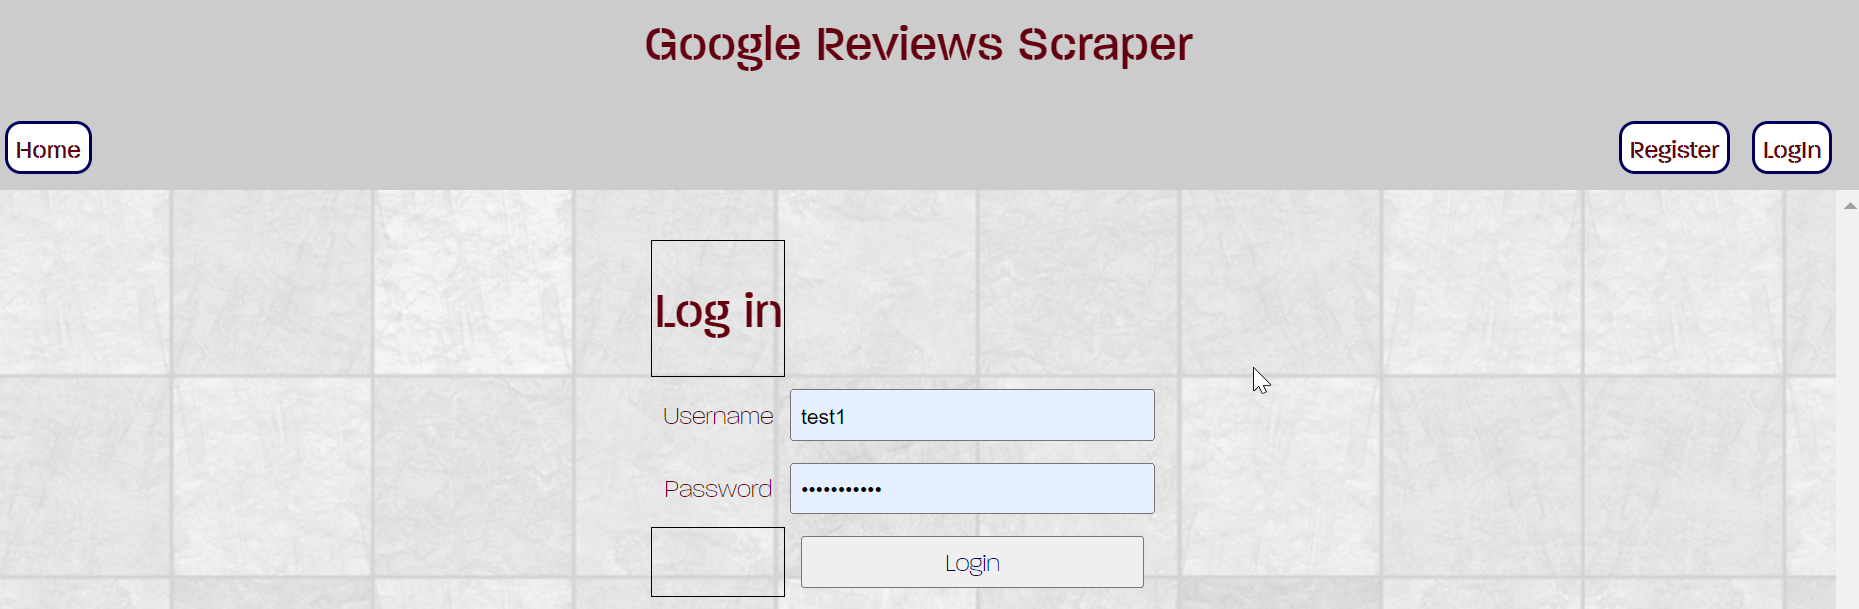 Google Reviews Scraper
Home Register LogIn
Log in
Username test1
Password •••••••••••
Login